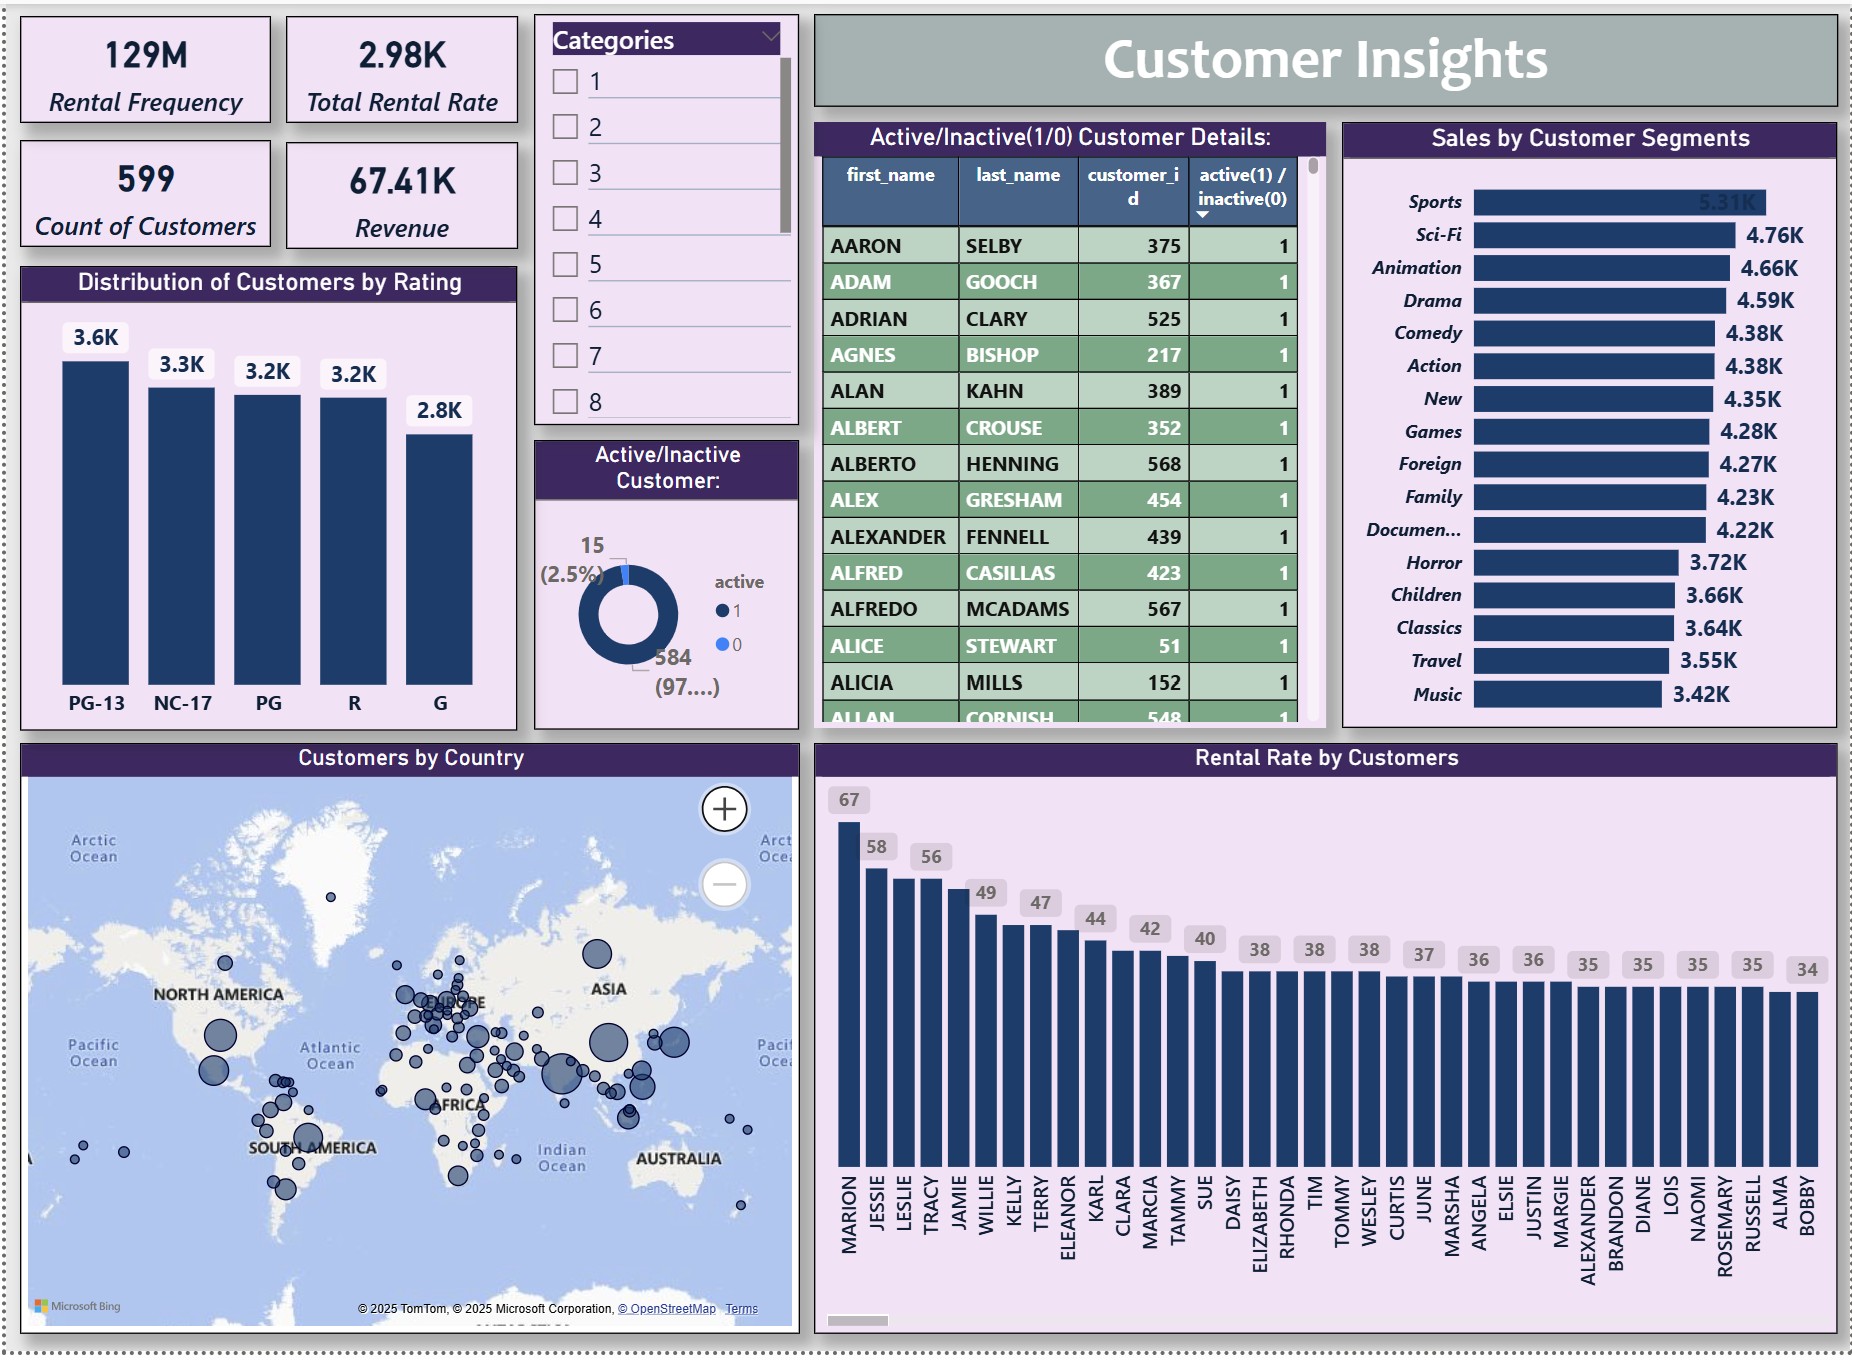 129M
Rental Frequency
2.98K
Total Rental Rate
599
Count of Customers
67.41K
Revenue
Categories
1
2
3
4
5
6
7
8
Customer Insights
Distribution of Customers by Rating
3.6K
3.3K
3.2K
3.2K
2.8K
PG-13
NC-17
PG
R
G
Active/Inactive
Customer:
15
(2.5%)
584
(97....)
active
1
0
Active/Inactive(1/0) Customer Details:
first_name last_name customer_i
d active(1) /
inactive(0)
AARON SELBY 375 1
ADAM GOOCH 367 1
ADRIAN CLARY 525 1
AGNES BISHOP 217 1
ALAN KAHN 389 1
ALBERT CROUSE 352 1
ALBERTO HENNING 568 1
ALEX GRESHAM 454 1
ALEXANDER FENNELL 439 1
ALFRED CASILLAS 423 1
ALFREDO MCADAMS 567 1
ALICE STEWART 51 1
ALICIA MILLS 152 1
ALLAN CORNISH 548 1
Sales by Customer Segments
Sports 5.31K
Sci-Fi 4.76K
Animation 4.66K
Drama 4.59K
Comedy 4.38K
Action 4.38K
New 4.35K
Games 4.28K
Foreign 4.27K
Family 4.23K
Documen... 4.22K
Horror 3.72K
Children 3.66K
Classics 3.64K
Travel 3.55K
Music 3.42K
Customers by Country
Arctic
Ocean
Arct
Ocea
NORTH AMERICA
EUROPE
ASIA
Pacific
Ocean
Atlantic
Ocean
Pacif
Ocea
AFRICA
SOUTH AMERICA
Indian
Ocean
AUSTRALIA
Microsoft Bing
© 2025 TomTom, © 2025 Microsoft Corporation, © OpenStreetMap Terms
Rental Rate by Customers
67
58
56
49
47
44
42
40
38
38
38
37
36
36
35
35
35
35
34
MARION
JESSIE
LESLIE
TRACY
JAMIE
WILLIE
KELLY
TERRY
ELEANOR
KARL
CLARA
MARCIA
TAMMY
SUE
DAISY
ELIZABETH
RHONDA
TIM
TOMMY
WESLEY
CURTIS
JUNE
MARSHA
ANGELA
ELSIE
JUSTIN
MARGIE
ALEXANDER
BRANDON
DIANE
LOIS
NAOMI
ROSEMARY
RUSSELL
ALMA
BOBBY